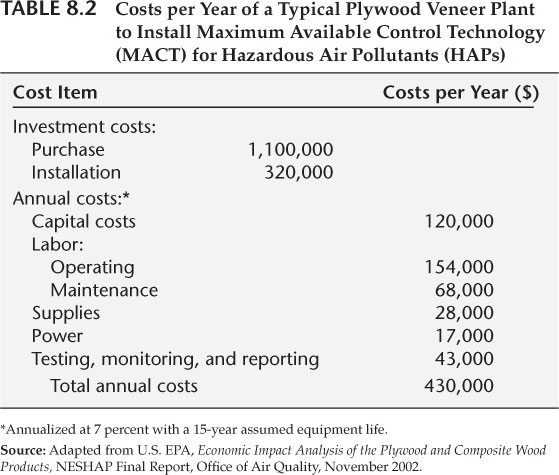 TABLE 8.2 Costs per Year of a Typical Plywood Veneer Plant
to Install Maximum Available Control Technology
(MACT) for Hazardous Air Pollutants (HAPs)
Cost Item Costs per Year ($)
Investment costs:
Purchase 1,100,000
Installation 320,000
Annual costs:*
Capital costs 120,000
Labor:
Operating 154,000
Maintenance 68,000
Supplies 28,000
Power 17,000
Testing, monitoring, and reporting 43,000
Total annual costs 430,000
*Annualized at 7 percent with a 15-year assumed equipment life.
Source: Adapted from U.S. EPA, Economic Impact Analysis of the Plywood and Composite Wood
Products, NESHAP Final Report, Office of Air Quality, November 2002.